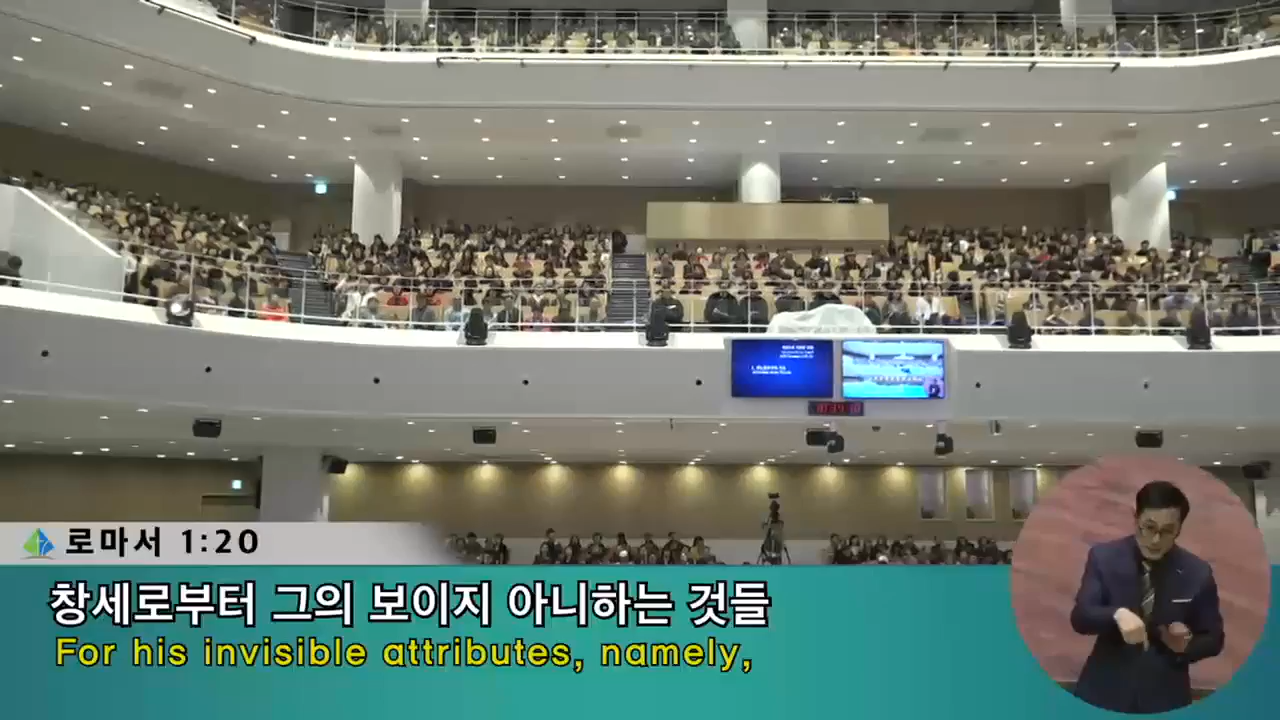 로마서 1:20
창세로부터 그의 보이지 아니하는 것들
For his invisible attributes, namely,